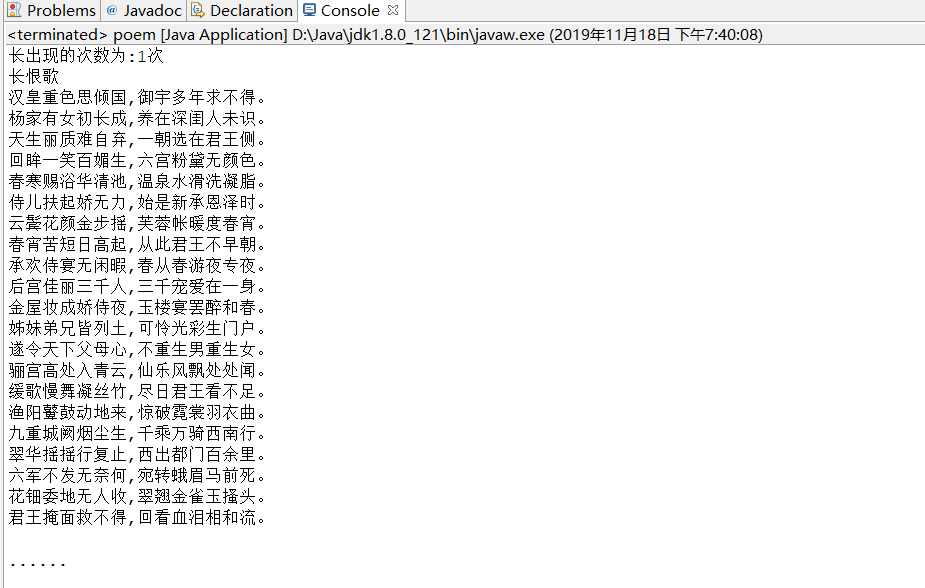 Problems @ Javadoc Declaration Console
<terminated> poem [Java Application] D:\Java\jdk1.8.0_121\bin\javaw.exe (2019年11月18日 下午7:40:08)
长出现的次数为:1次
长恨歌
汉皇重色思倾国,御宇多年求不得。
杨家有女初长成,养在深闺人未识。
天生丽质难自弃,一朝选在君王侧。
回眸一笑百媚生,六宫粉黛无颜色。
春寒赐浴华清池,温泉水滑洗凝脂。
侍儿扶起娇无力,始是新承恩泽时。
云鬓花颜金步摇,芙蓉帐暖度春宵。
春宵苦短日高起,从此君王不早朝。
承欢侍宴无闲暇,春从春游夜专夜。
后宫佳丽三千人,三千宠爱在一身。
金屋妆成娇侍夜,玉楼宴罢醉和春。
姊妹弟兄皆列土,可怜光彩生门户。
遂令天下父母心,不重生男重生女。
骊宫高处入青云,仙乐风飘处处闻。
缓歌慢舞凝丝竹,尽日君王看不足。
渔阳鼙鼓动地来,惊破霓裳羽衣曲。
九重城阙烟尘生,千乘万骑西南行。
翠华摇摇行复止,西出都门百余里。
六军不发无奈何,宛转蛾眉马前死。
花钿委地无人收,翠翘金雀玉搔头。
君王掩面救不得,回看血泪相和流。
......